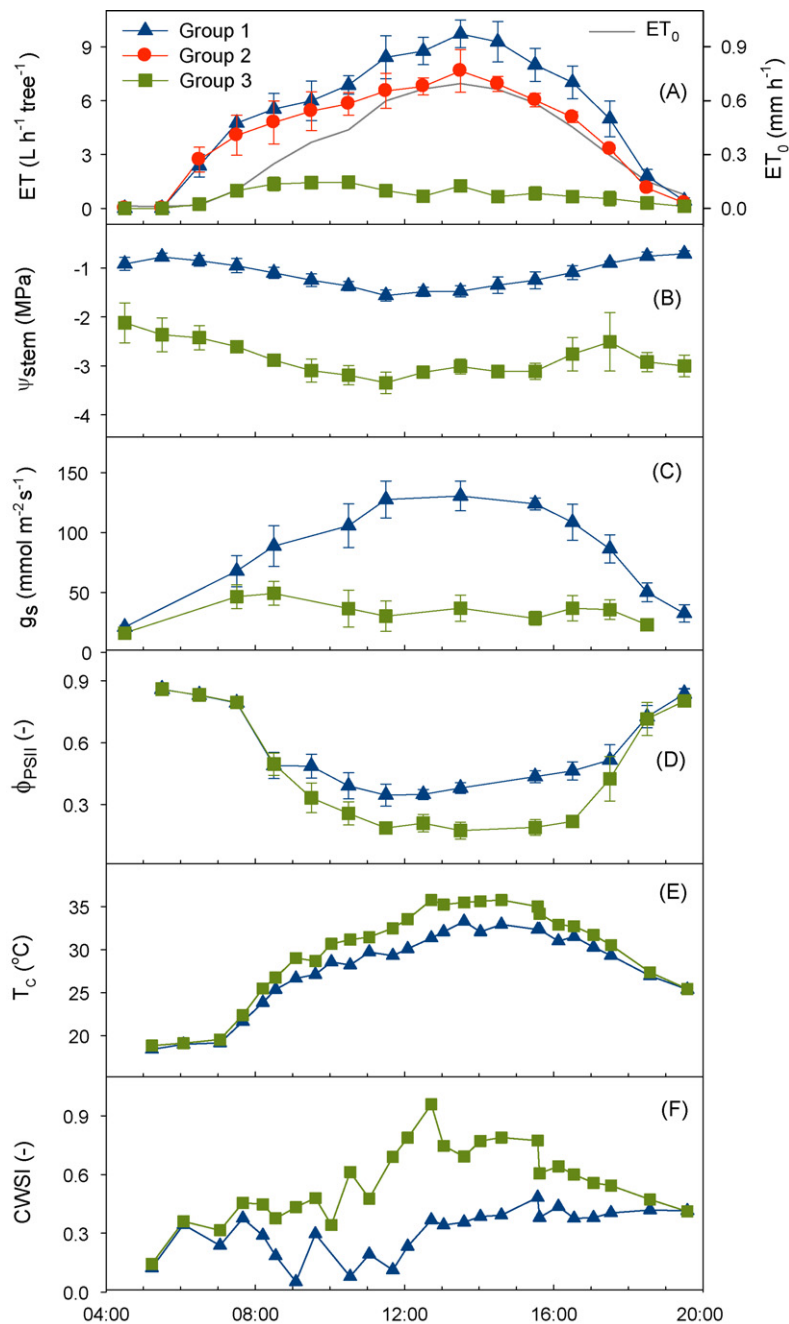 Group 1
Group 2
Group 3
ET₀
(A)
ET (L h⁻¹ tree⁻¹)
9
6
3
0
ET₀ (mm h⁻¹)
0.9
0.6
0.3
0.0
(B)
Ψstem (MPa)
-1
-2
-3
-4
(C)
gs (mmol m⁻² s⁻¹)
150
100
50
0
(D)
ϕPSII (-)
0.9
0.6
0.3
(E)
Tc (°C)
35
30
25
20
(F)
CWSI (-)
0.9
0.6
0.3
0.0
04:00 08:00 12:00 16:00 20:00